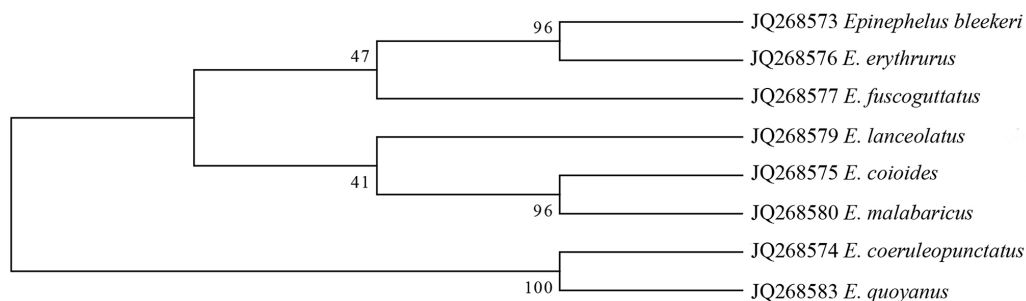 96
JQ268573 Epinephelus bleekeri
47
JQ268576 E. erythrurus
JQ268577 E. fuscoguttatus
JQ268579 E. lanceolatus
41
JQ268575 E. coioides
96
JQ268580 E. malabaricus
JQ268574 E. coeruleopunctatus
100
JQ268583 E. quoyanus